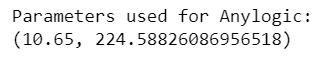 Parameters used for Anylogic:
(10.65, 224.58826086956518)